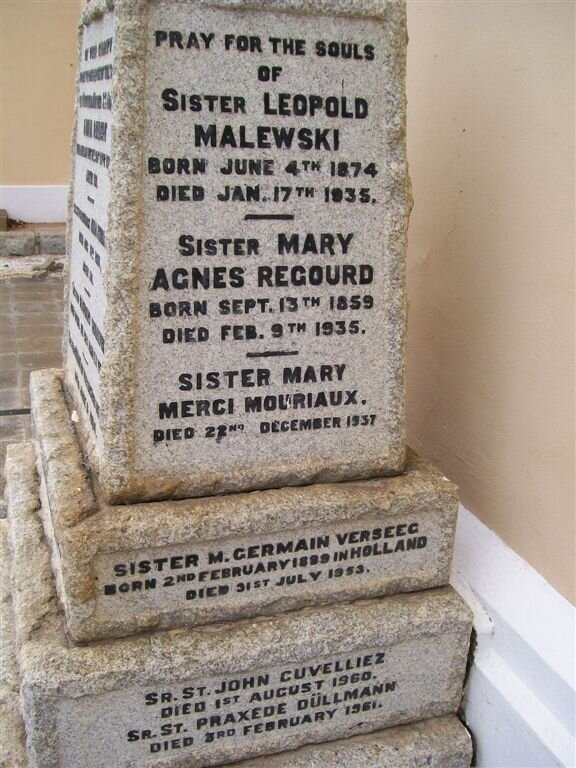 PRAY FOR THE SOULS
OF
SISTER LEOPOLD
MALEWSKI
BORN JUNE 4TH 1874
DIED JAN. 17TH 1935.
SISTER MARY
AGNES REGOURD
BORN SEPT. 13TH 1859
DIED FEB. 9TH 1935.
SISTER MARY
MERCI MOURIAUX.
DIED 22ND DECEMBER 1937
SISTER M. GERMAIN VERSEEG
BORN 2ND FEBRUARY 1889 IN HOLLAND
DIED 31ST JULY 1953.
SR. ST. JOHN CUVELLIEZ
DIED 1ST AUGUST 1960.
SR. ST. PRAXEDE DÜLLMANN
DIED 3RD FEBRUARY 1961.